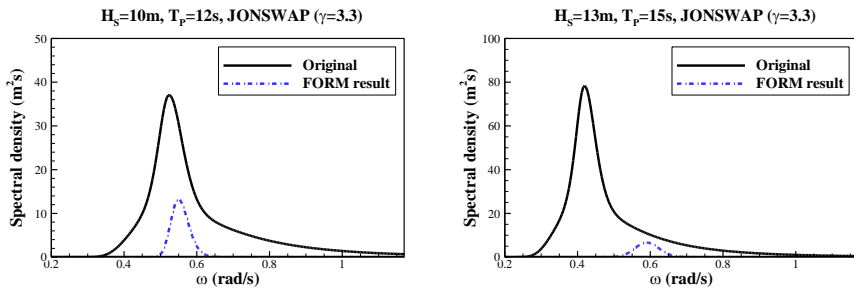 H_S=10m, T_P=12s, JONSWAP (γ=3.3)
50
40
30
20
10
0
Spectral density (m²s)
Original
FORM result
0.2 0.4 0.6 0.8 1
ω (rad/s)
H_S=13m, T_P=15s, JONSWAP (γ=3.3)
100
80
60
40
20
0
Spectral density (m²s)
Original
FORM result
0.2 0.4 0.6 0.8 1
ω (rad/s)